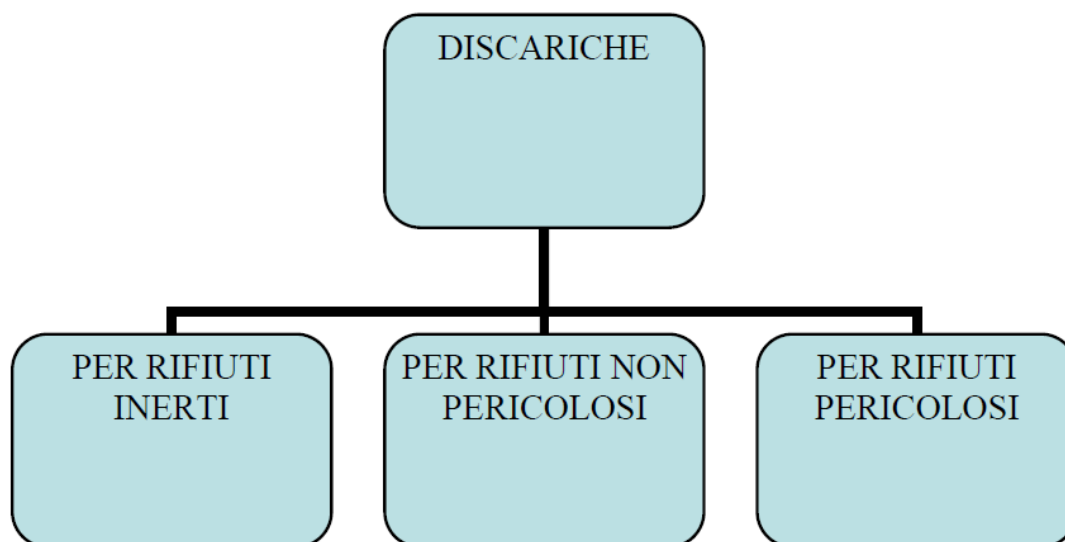 DISCARICHE
PER RIFIUTI
INERTI
PER RIFIUTI NON
PERICOLOSI
PER RIFIUTI
PERICOLOSI